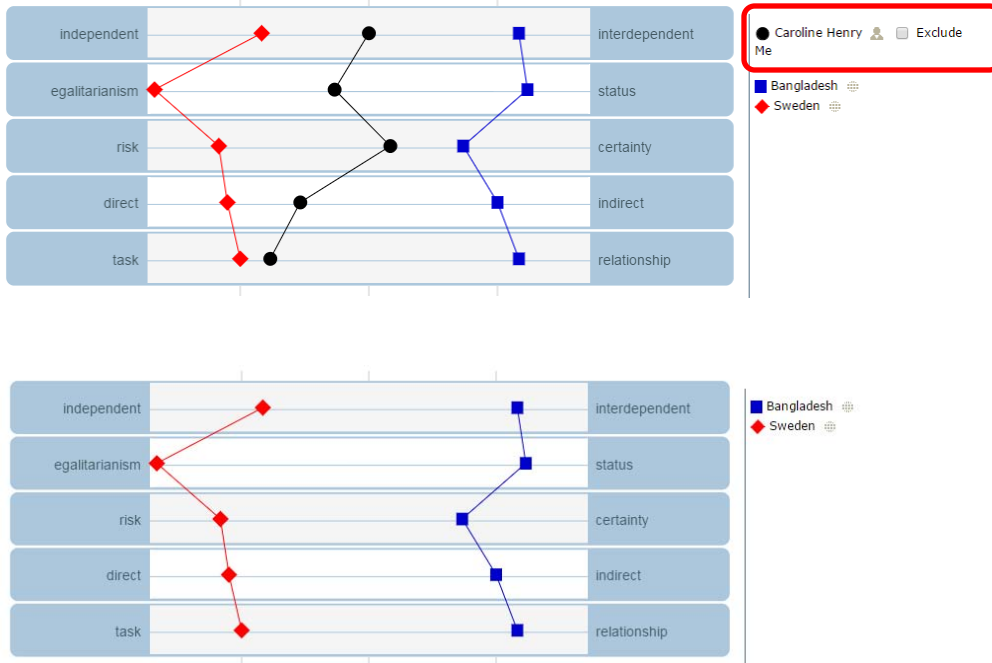 independent interdependent
egalitarianism status
risk certainty
direct indirect
task relationship
Caroline Henry Exclude
Me
Bangladesh
Sweden
independent interdependent
egalitarianism status
risk certainty
direct indirect
task relationship
Bangladesh
Sweden